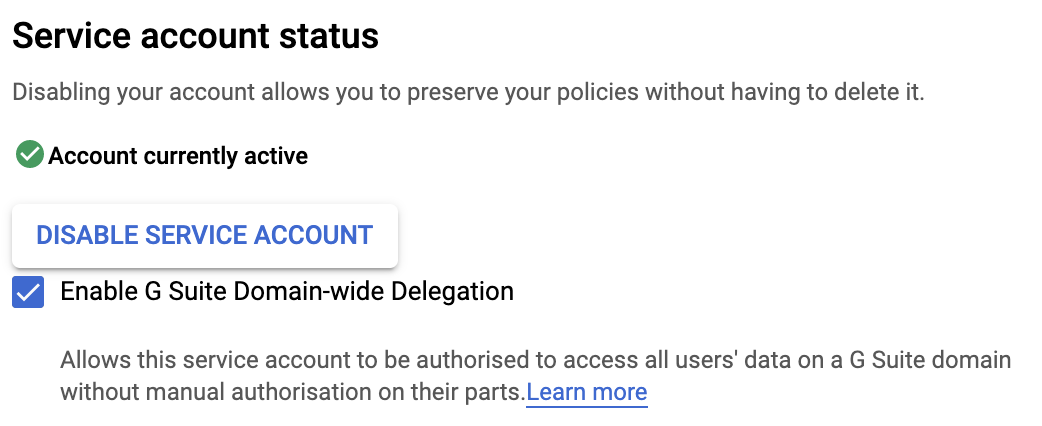 Service account status
Disabling your account allows you to preserve your policies without having to delete it.
Account currently active
DISABLE SERVICE ACCOUNT
Enable G Suite Domain-wide Delegation
Allows this service account to be authorised to access all users' data on a G Suite domain
without manual authorisation on their parts.Learn more